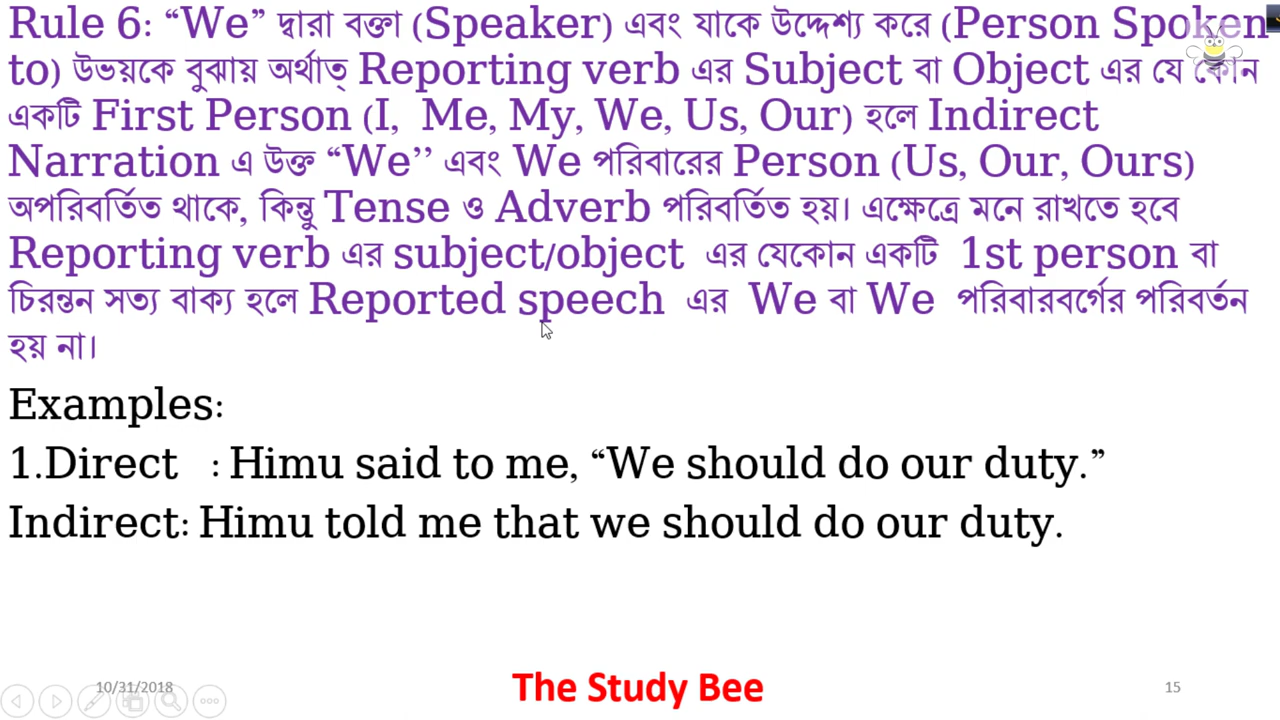 Rule 6: “We” দ্বারা বক্তা (Speaker) এবং যাকে উদ্দেশ্য করে (Person Spoken
to) উভয়কে বুঝায় অর্থাত্ Reporting verb এর Subject বা Object এর যে কোন
একটি First Person (I,  Me, My, We, Us, Our) হলে Indirect
Narration এ উক্ত “We’’ এবং We পরিবারের Person (Us, Our, Ours)
অপরিবর্তিত থাকে, কিন্তু Tense ও Adverb পরিবর্তিত হয়। এক্ষেত্রে মনে রাখতে হবে
Reporting verb এর subject/object  এর যেকোন একটি  1st person বা
চিরন্তন সত্য বাক্য হলে Reported speech  এর  We বা We  পরিবারবর্গের পরিবর্তন
হয় না।
Examples:
1.Direct   : Himu said to me, “We should do our duty.”
Indirect: Himu told me that we should do our duty.
10/31/2018
The Study Bee
15